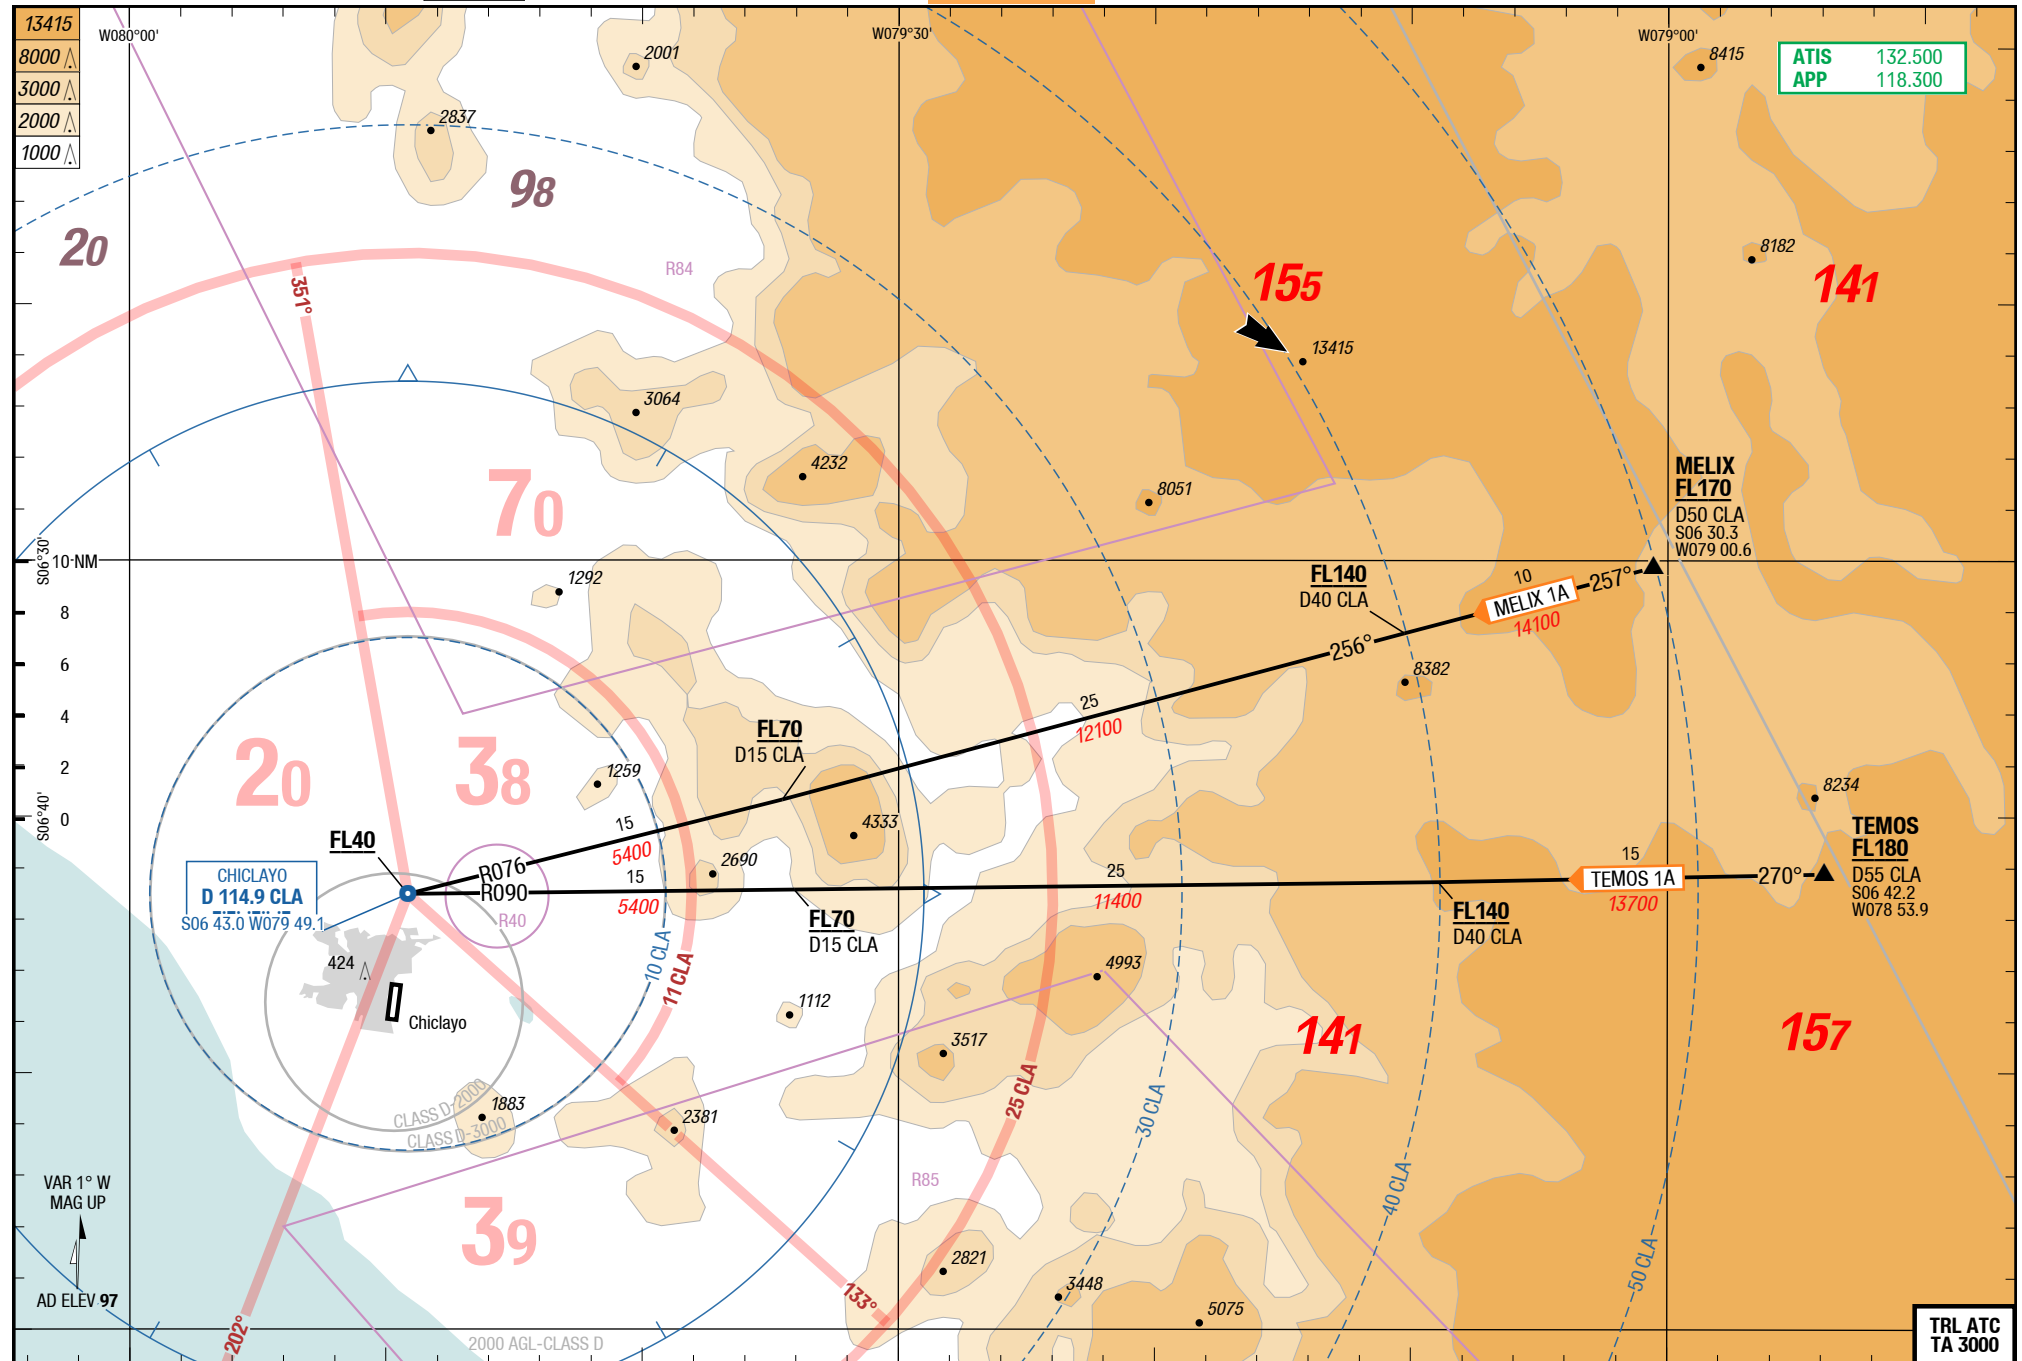 13415
8000
3000
2000
1000
W080°00'
W079°30'
W079°00'
ATIS 132.500
APP 118.300
2001
8415
2837
98
20
R84
8182
155
141
351°
13415
3064
4232
MELIX
FL170
D50 CLA
S06 30.3
W079 00.6
70
8051
S06°30'
10 NM
8
6
4
2
0
S06°40'
1292
FL140
D40 CLA
10
MELIX 1A
257°
14100
256°
8382
25
12100
FL70
D15 CLA
20
38
1259
4333
8234
FL40
15
5400
2690
R076
R090
15
5400
R40
25
11400
15
TEMOS 1A
270°
13700
TEMOS
FL180
D55 CLA
S06 42.2
W078 53.9
CHICLAYO
D 114.9 CLA
S06 43.0 W079 49.1
FL70
D15 CLA
FL140
D40 CLA
424
Chiclayo
10 CLA
11 CLA
4993
1112
3517
141
157
CLASS D-2000
CLASS D-3000
1883
2381
25 CLA
30 CLA
40 CLA
50 CLA
R85
VAR 1° W
MAG UP
39
2821
3448
5075
133°
202°
AD ELEV 97
2000 AGL-CLASS D
TRL ATC
TA 3000